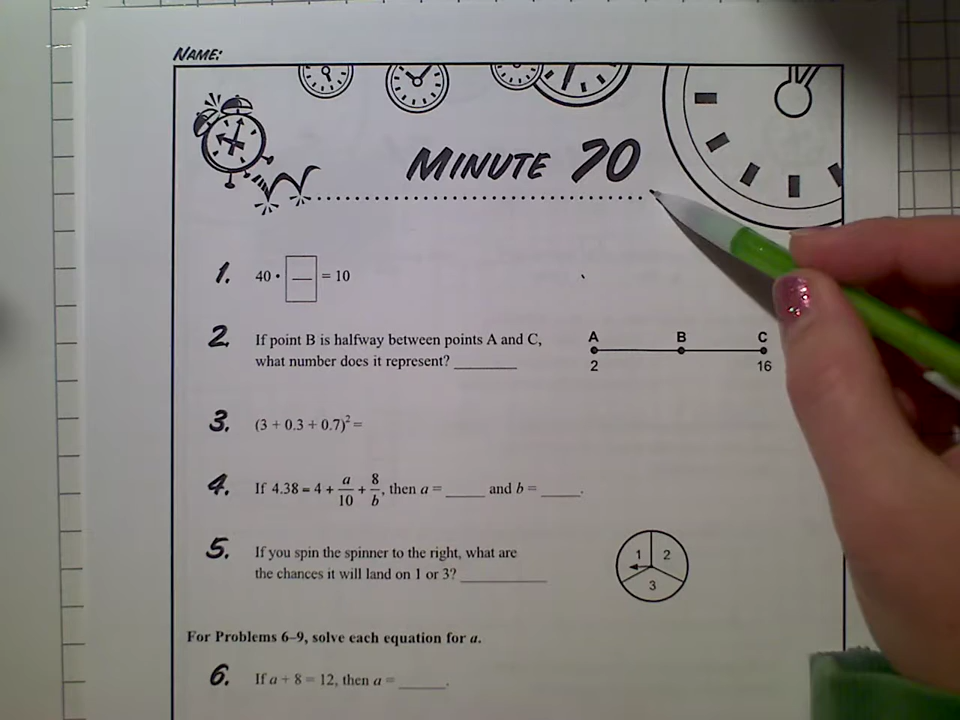 NAME:
MINUTE 70
1. 40 • — = 10
2. If point B is halfway between points A and C,
what number does it represent? ________
A B C
2 16
3. (3 + 0.3 + 0.7)² =
4. If 4.38 = 4 + a/10 + 8/b, then a = _____ and b = _____.
5. If you spin the spinner to the right, what are
the chances it will land on 1 or 3? ___________
1 2
3
For Problems 6–9, solve each equation for a.
6. If a + 8 = 12, then a = ______.